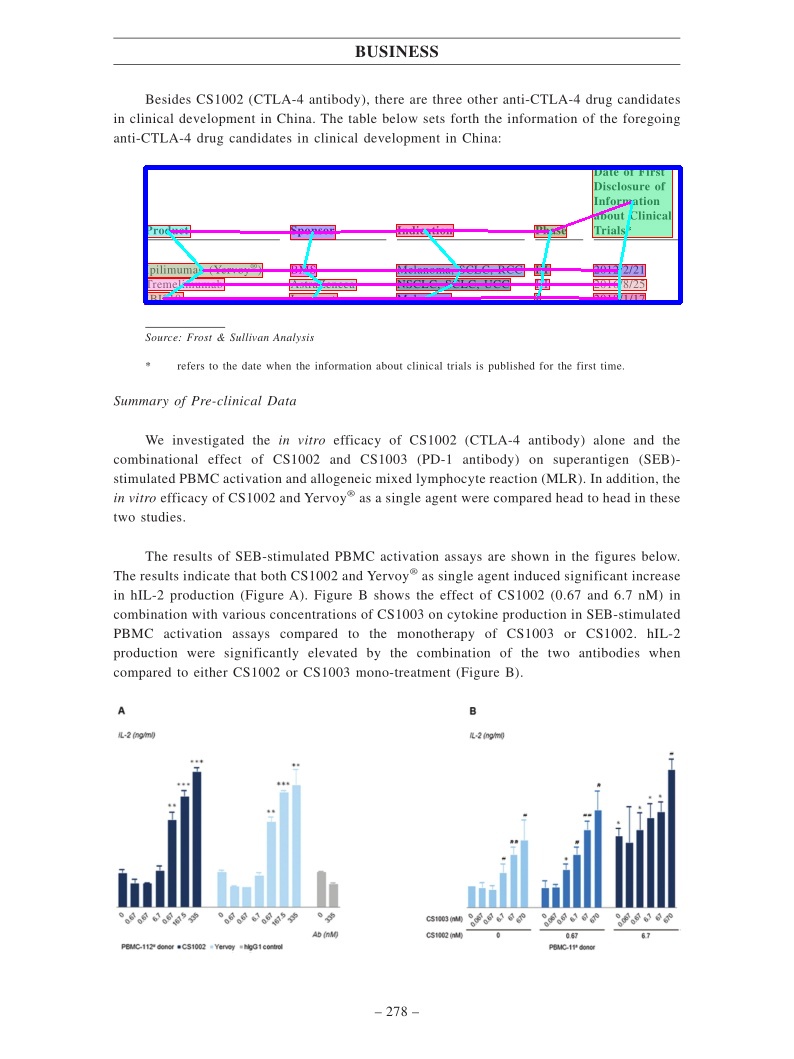 BUSINESS
Besides CS1002 (CTLA-4 antibody), there are three other anti-CTLA-4 drug candidates
in clinical development in China. The table below sets forth the information of the foregoing
anti-CTLA-4 drug candidates in clinical development in China:
Date of First
Disclosure of
Information
about Clinical
Product Sponsor Indication Phase Trials*
Ipilimumab (Yervoy®) BMS Melanoma, SCLC, RCC
Tremelimumab AstraZeneca NSCLC, SCLC, UCC
Source: Frost & Sullivan Analysis
* refers to the date when the information about clinical trials is published for the first time.
Summary of Pre-clinical Data
We investigated the in vitro efficacy of CS1002 (CTLA-4 antibody) alone and the
combinational effect of CS1002 and CS1003 (PD-1 antibody) on superantigen (SEB)-
stimulated PBMC activation and allogeneic mixed lymphocyte reaction (MLR). In addition, the
in vitro efficacy of CS1002 and Yervoy® as a single agent were compared head to head in these
two studies.
The results of SEB-stimulated PBMC activation assays are shown in the figures below.
The results indicate that both CS1002 and Yervoy® as single agent induced significant increase
in hIL-2 production (Figure A). Figure B shows the effect of CS1002 (0.67 and 6.7 nM) in
combination with various concentrations of CS1003 on cytokine production in SEB-stimulated
PBMC activation assays compared to the monotherapy of CS1003 or CS1002. hIL-2
production were significantly elevated by the combination of the two antibodies when
compared to either CS1002 or CS1003 mono-treatment (Figure B).
A
IL-2 (ng/ml)
*** ** *** ** *** **
0 0.67 0.67 6.7 0.67 167.5 335 0 0.67 0.67 6.7 0.67 167.5 335 0 335
Ab (nM)
PBMC-112# donor CS1002 Yervoy hIgG1 control
B
IL-2 (ng/ml)
# ## # * # ## * * * * * #
CS1003 (nM) 0 0.067 0.67 6.7 67 670 0 0.067 0.67 6.7 67 670 0 0.067 0.67 6.7 67 670
CS1002 (nM) 0 0.67 6.7
PBMC-11# donor
– 278 –